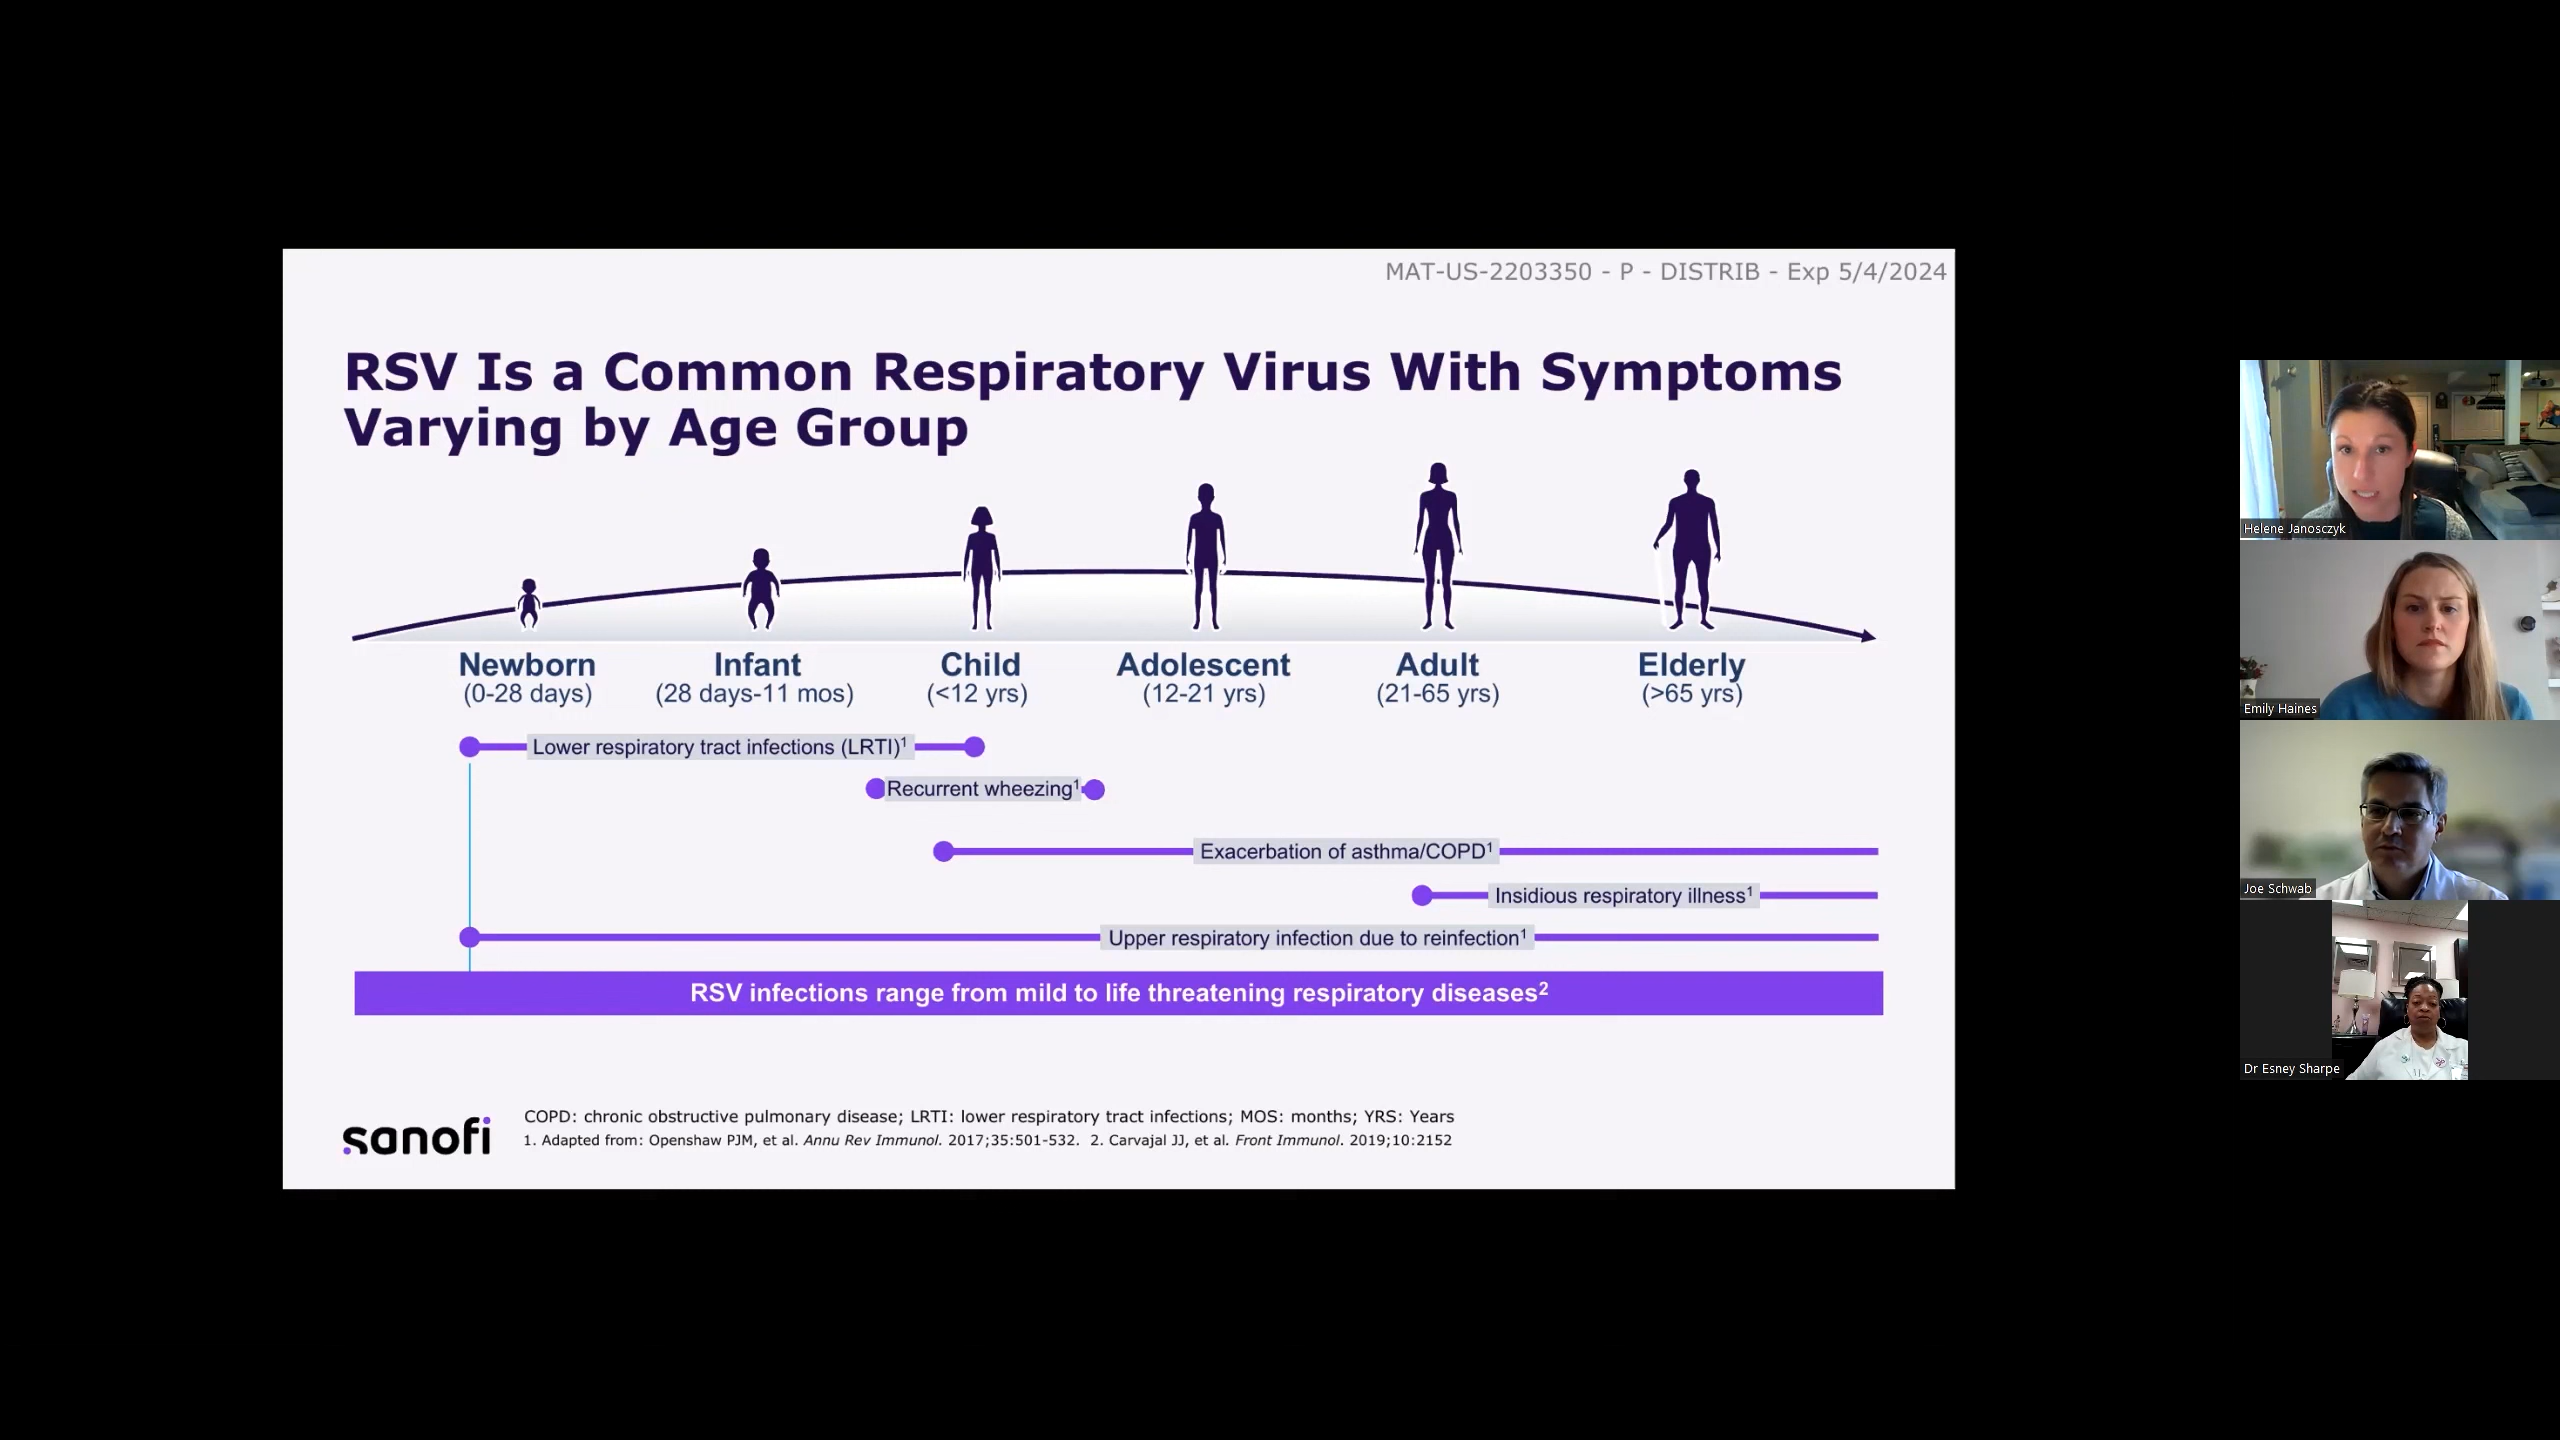 MAT-US-2203350 - P - DISTRIB - Exp 5/4/2024
RSV Is a Common Respiratory Virus With Symptoms
Varying by Age Group
Newborn
(0-28 days)
Infant
(28 days-11 mos)
Child
(<12 yrs)
Adolescent
(12-21 yrs)
Adult
(21-65 yrs)
Elderly
(>65 yrs)
Lower respiratory tract infections (LRTI)¹
Recurrent wheezing¹
Exacerbation of asthma/COPD¹
Insidious respiratory illness¹
Upper respiratory infection due to reinfection¹
RSV infections range from mild to life threatening respiratory diseases²
sanofi
COPD: chronic obstructive pulmonary disease; LRTI: lower respiratory tract infections; MOS: months; YRS: Years
1. Adapted from: Openshaw PJM, et al. Annu Rev Immunol. 2017;35:501-532. 2. Carvajal JJ, et al. Front Immunol. 2019;10:2152
Helene Janosczyk
Emily Haines
Joe Schwab
Dr Esney Sharpe